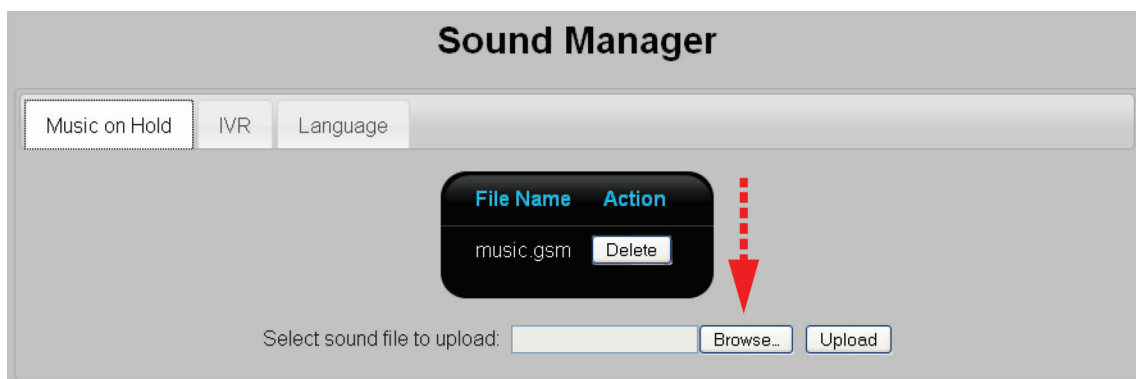 Sound Manager
Music on Hold IVR Language
File Name Action
music.gsm Delete
Select sound file to upload: Browse... Upload